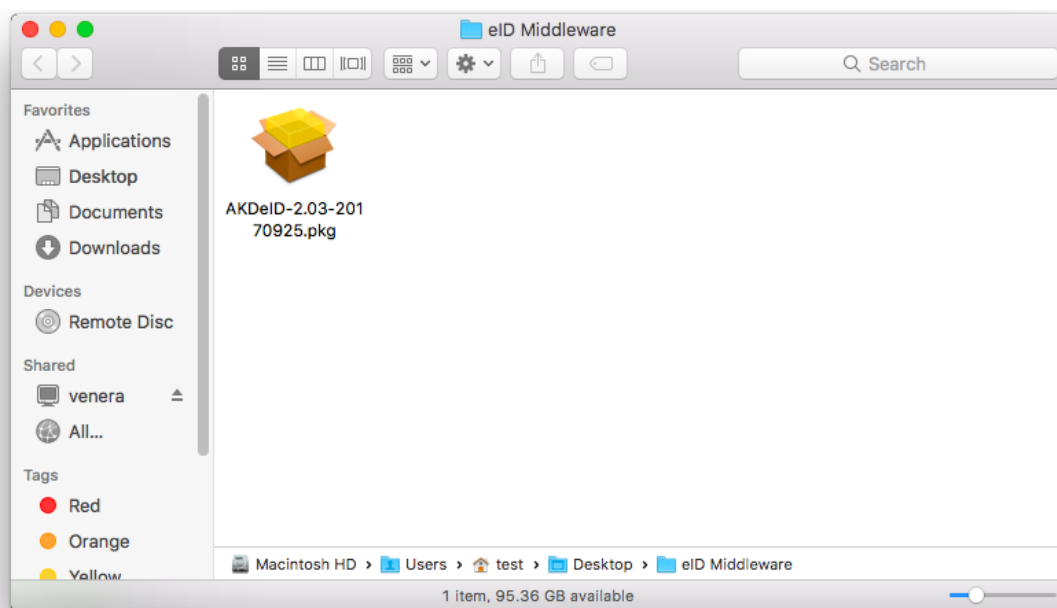 eID Middleware
Search
Favorites
Applications
Desktop
Documents
Downloads
Devices
Remote Disc
Shared
venera
All...
Tags
Red
Orange
Yellow
AKDeID-2.03-201
70925.pkg
Macintosh HD › Users › test › Desktop › eID Middleware
1 item, 95.36 GB available